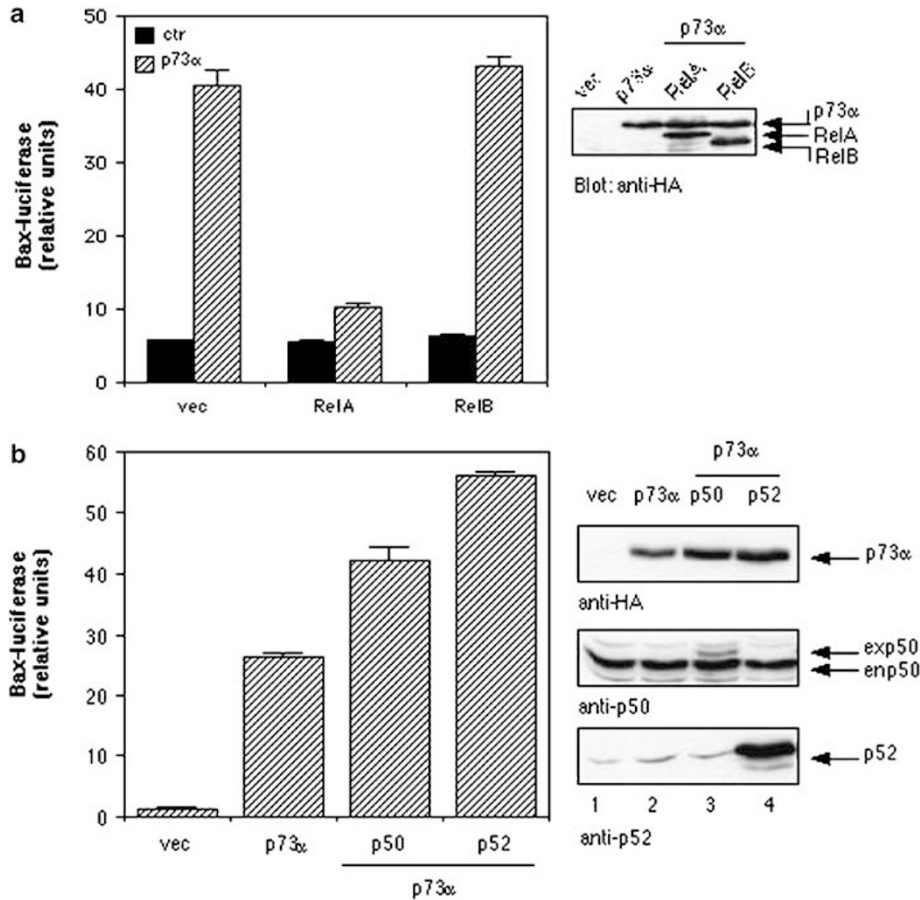 a
50
40
30
20
10
0
Bax-luciferase
(relative units)
ctr
p73α
vec
RelA
RelB
p73α
vec
p73α
RelA
RelB
p73α
RelA
RelB
Blot: anti-HA
b
60
50
40
30
20
10
0
Bax-luciferase
(relative units)
vec
p73α
p50
p52
p73α
p73α
vec
p73α
p50
p52
p73α
anti-HA
exp50
enp50
anti-p50
p52
1 2 3 4
anti-p52